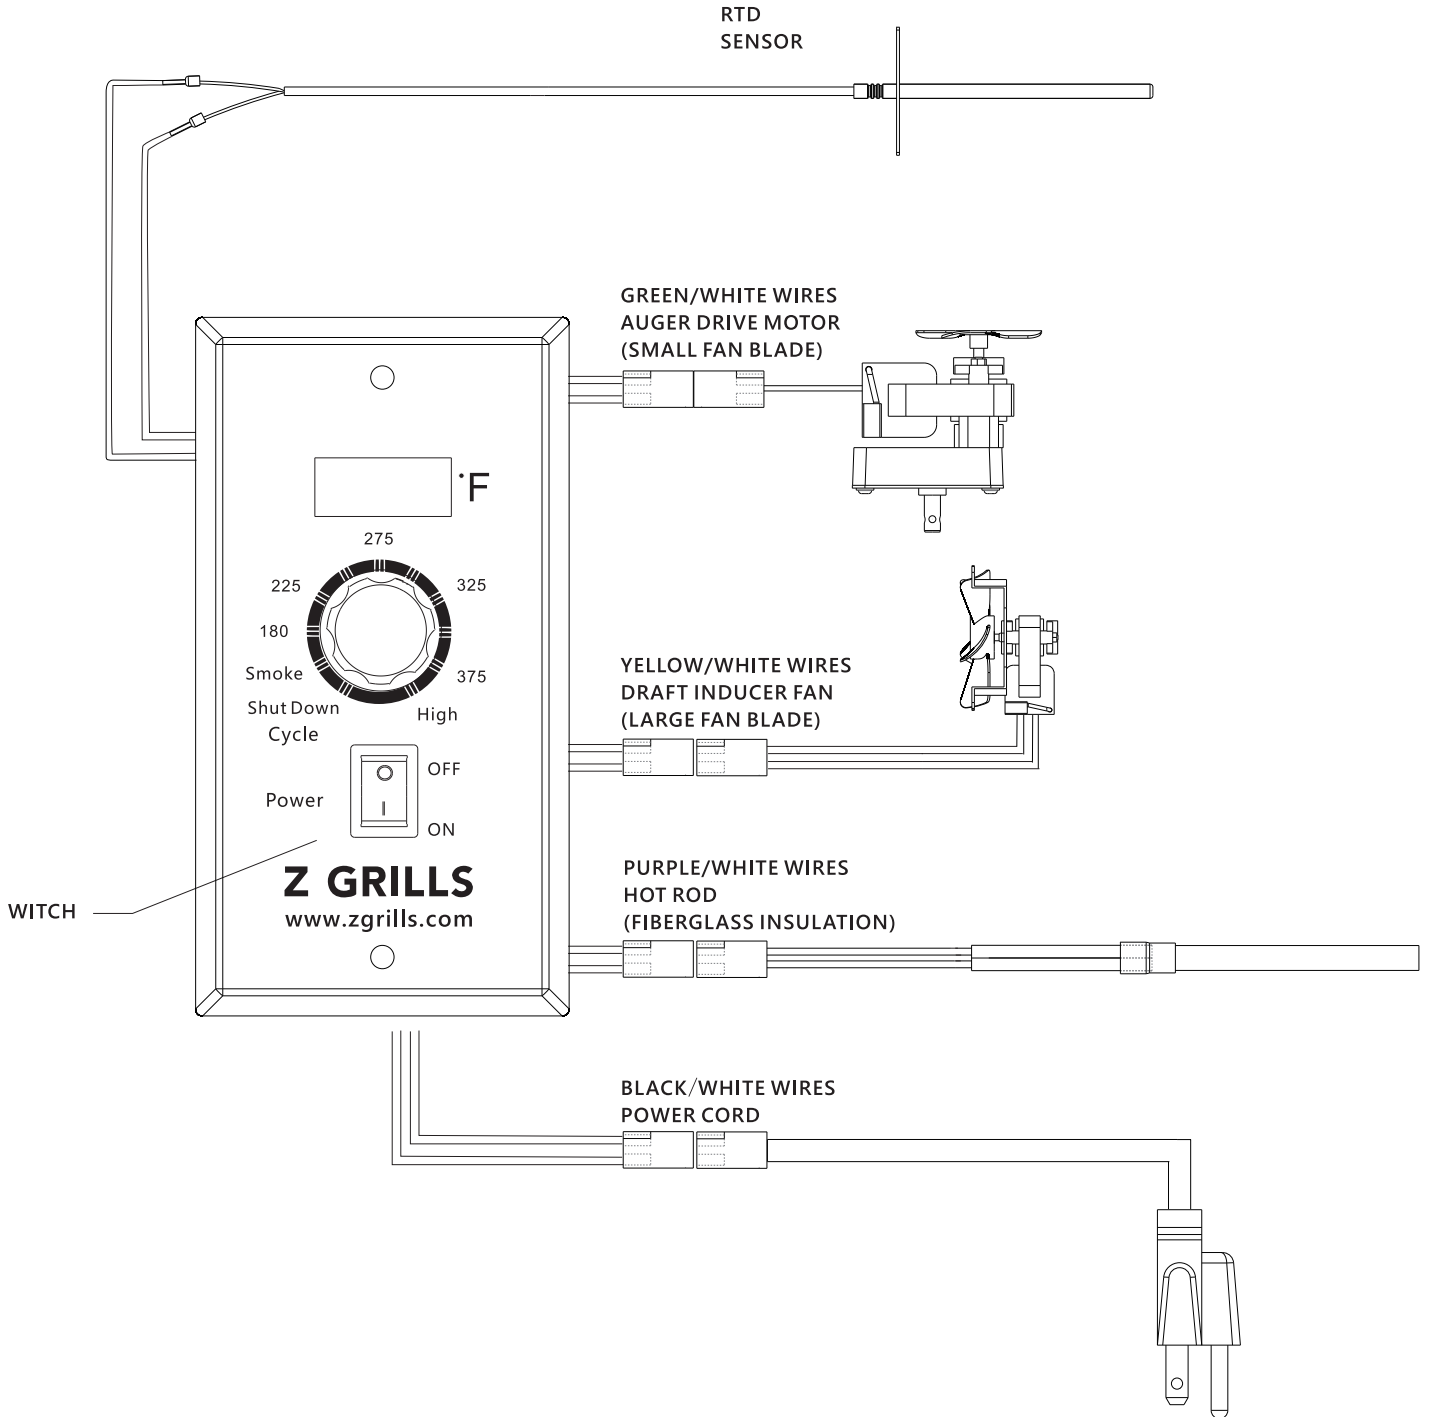 RTD
SENSOR
GREEN/WHITE WIRES
AUGER DRIVE MOTOR
(SMALL FAN BLADE)
°F
275
225
325
180
Smoke
375
Shut Down
Cycle
High
YELLOW/WHITE WIRES
DRAFT INDUCER FAN
(LARGE FAN BLADE)
OFF
Power
ON
Z GRILLS
www.zgrills.com
WITCH
PURPLE/WHITE WIRES
HOT ROD
(FIBERGLASS INSULATION)
BLACK/WHITE WIRES
POWER CORD